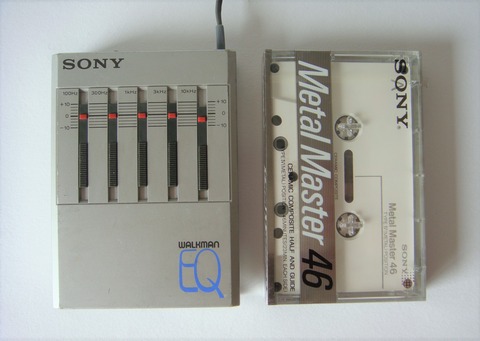 SONY
100Hz 300Hz 1kHz 3kHz 10kHz
+10 +10
0 0
-10 -10
WALKMAN
EQ
SONY
Metal Master 46
CERAMIC COMPOSITE HALF AND GUIDE
SONY
Metal Master 46